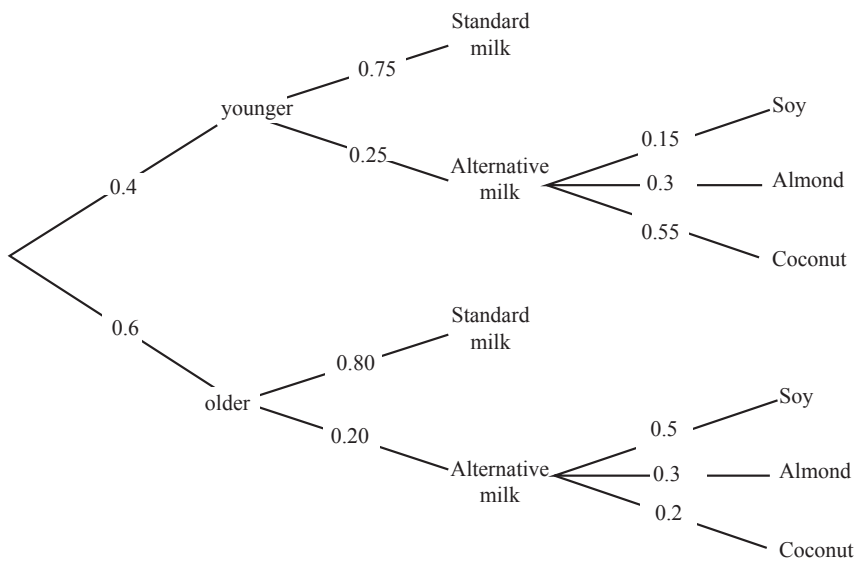 Standard
milk
0.75
younger
Soy
0.15
0.25
Alternative
milk
0.3
Almond
0.4
0.55
Coconut
Standard
milk
0.6
0.80
older
Soy
0.5
0.20
Alternative
milk
0.3
Almond
0.2
Coconut